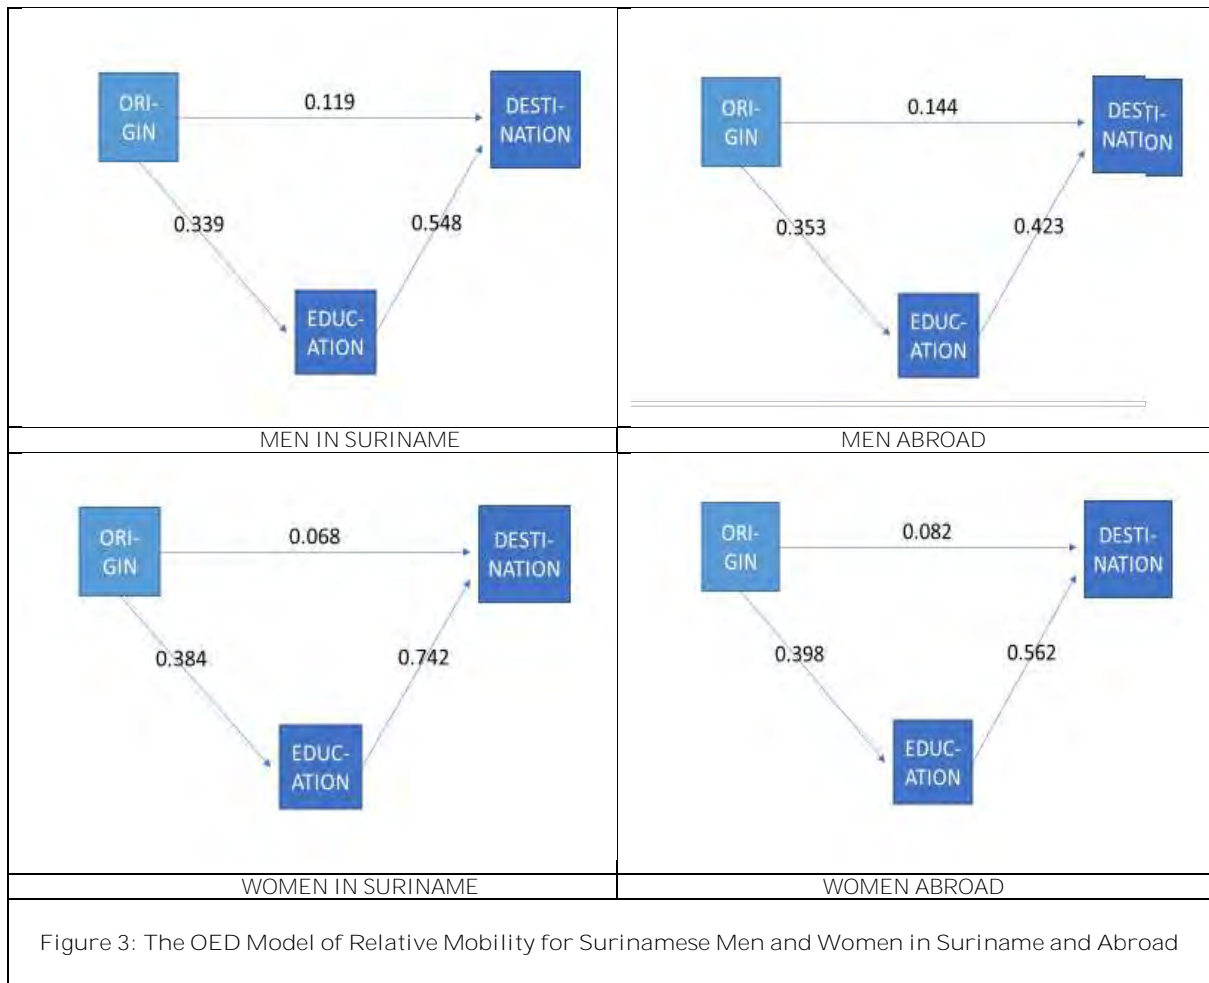 ORI-
GIN
0.119
DESTI-
NATION
0.339
0.548
EDUC-
ATION
MEN IN SURINAME
ORI-
GIN
0.144
DESTI-
NATION
0.353
0.423
EDUC-
ATION
MEN ABROAD
ORI-
GIN
0.068
DESTI-
NATION
0.384
0.742
EDUC-
ATION
WOMEN IN SURINAME
ORI-
GIN
0.082
DESTI-
NATION
0.398
0.562
EDUC-
ATION
WOMEN ABROAD
Figure 3: The OED Model of Relative Mobility for Surinamese Men and Women in Suriname and Abroad